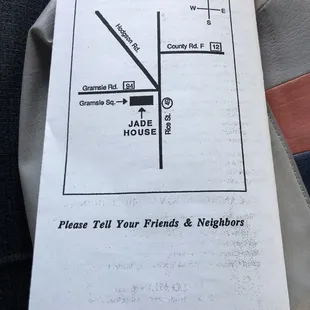 W E
S
Hodgson Rd.
County Rd. F 12
Gramsie Rd. 94
Gramsie Sq.
JADE
HOUSE
Rice St. 49
Please Tell Your Friends & Neighbors